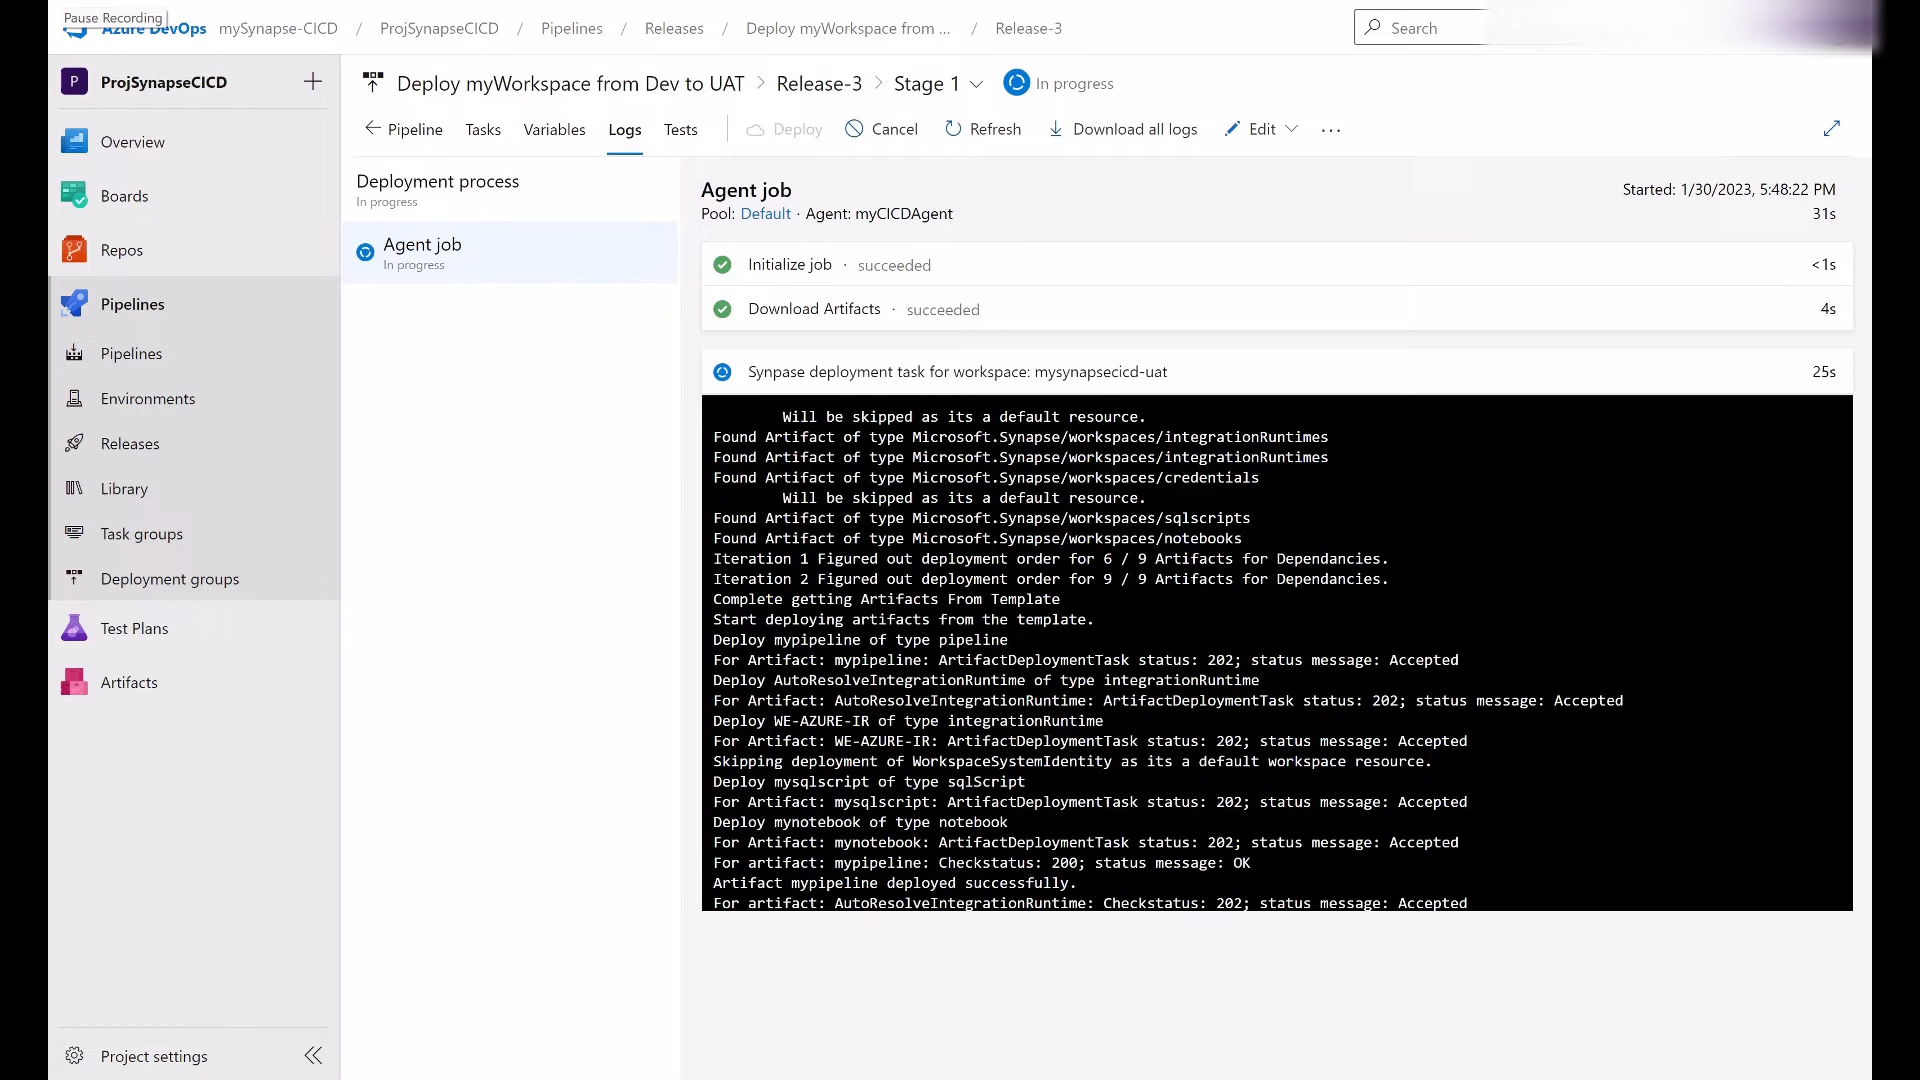 Pause Recording
Azure DevOps mySynapse-CICD / ProjSynapseCICD / Pipelines / Releases / Deploy myWorkspace from ... / Release-3
Search
P ProjSynapseCICD
Overview
Boards
Repos
Pipelines
Pipelines
Environments
Releases
Library
Task groups
Deployment groups
Test Plans
Artifacts
Project settings
Deploy myWorkspace from Dev to UAT > Release-3 > Stage 1 In progress
Pipeline Tasks Variables Logs Tests Deploy Cancel Refresh Download all logs Edit ...
Deployment process
In progress
Agent job
In progress
Agent job
Started: 1/30/2023, 5:48:22 PM
Pool: Default · Agent: myCICDAgent
31s
Initialize job · succeeded <1s
Download Artifacts · succeeded 4s
Synpase deployment task for workspace: mysynapsecicd-uat 25s
Will be skipped as its a default resource.
Found Artifact of type Microsoft.Synapse/workspaces/integrationRuntimes
Found Artifact of type Microsoft.Synapse/workspaces/integrationRuntimes
Found Artifact of type Microsoft.Synapse/workspaces/credentials
Will be skipped as its a default resource.
Found Artifact of type Microsoft.Synapse/workspaces/sqlscripts
Found Artifact of type Microsoft.Synapse/workspaces/notebooks
Iteration 1 Figured out deployment order for 6 / 9 Artifacts for Dependancies.
Iteration 2 Figured out deployment order for 9 / 9 Artifacts for Dependancies.
Complete getting Artifacts From Template
Start deploying artifacts from the template.
Deploy mypipeline of type pipeline
For Artifact: mypipeline: ArtifactDeploymentTask status: 202; status message: Accepted
Deploy AutoResolveIntegrationRuntime of type integrationRuntime
For Artifact: AutoResolveIntegrationRuntime: ArtifactDeploymentTask status: 202; status message: Accepted
Deploy WE-AZURE-IR of type integrationRuntime
For Artifact: WE-AZURE-IR: ArtifactDeploymentTask status: 202; status message: Accepted
Skipping deployment of WorkspaceSystemIdentity as its a default workspace resource.
Deploy mysqlscript of type sqlScript
For Artifact: mysqlscript: ArtifactDeploymentTask status: 202; status message: Accepted
Deploy mynotebook of type notebook
For Artifact: mynotebook: ArtifactDeploymentTask status: 202; status message: Accepted
For artifact: mypipeline: Checkstatus: 200; status message: OK
Artifact mypipeline deployed successfully.
For artifact: AutoResolveIntegrationRuntime: Checkstatus: 202; status message: Accepted